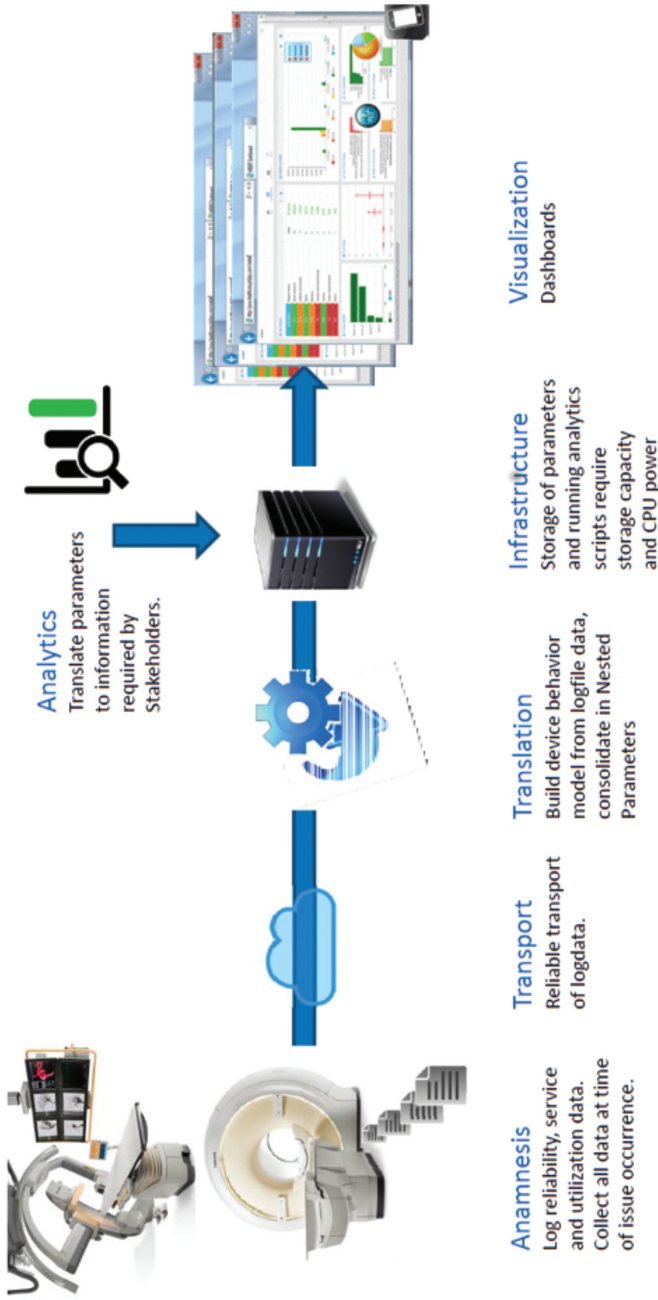 Analytics
Translate parameters
to information
required by
Stakeholders.
Anamnesis
Log reliability, service
and utilization data.
Collect all data at time
of issue occurrence.
Transport
Reliable transport
of logdata.
Translation
Build device behavior
model from logfile data,
consolidate in Nested
Parameters
Infrastructure
Storage of parameters
and running analytics
scripts require
storage capacity
and CPU power
Visualization
Dashboards